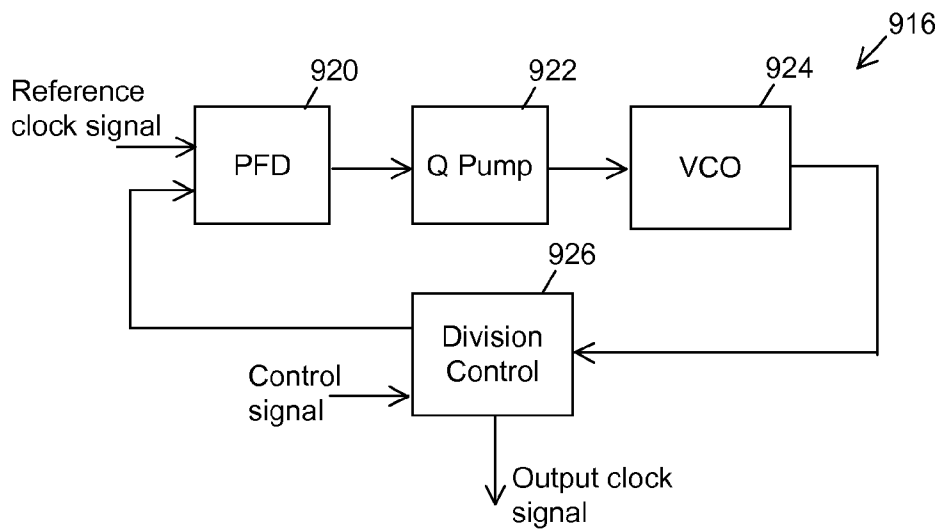 916
920
922
924
Reference
clock signal
PFD
Q Pump
VCO
926
Division
Control
Control
signal
Output clock
signal